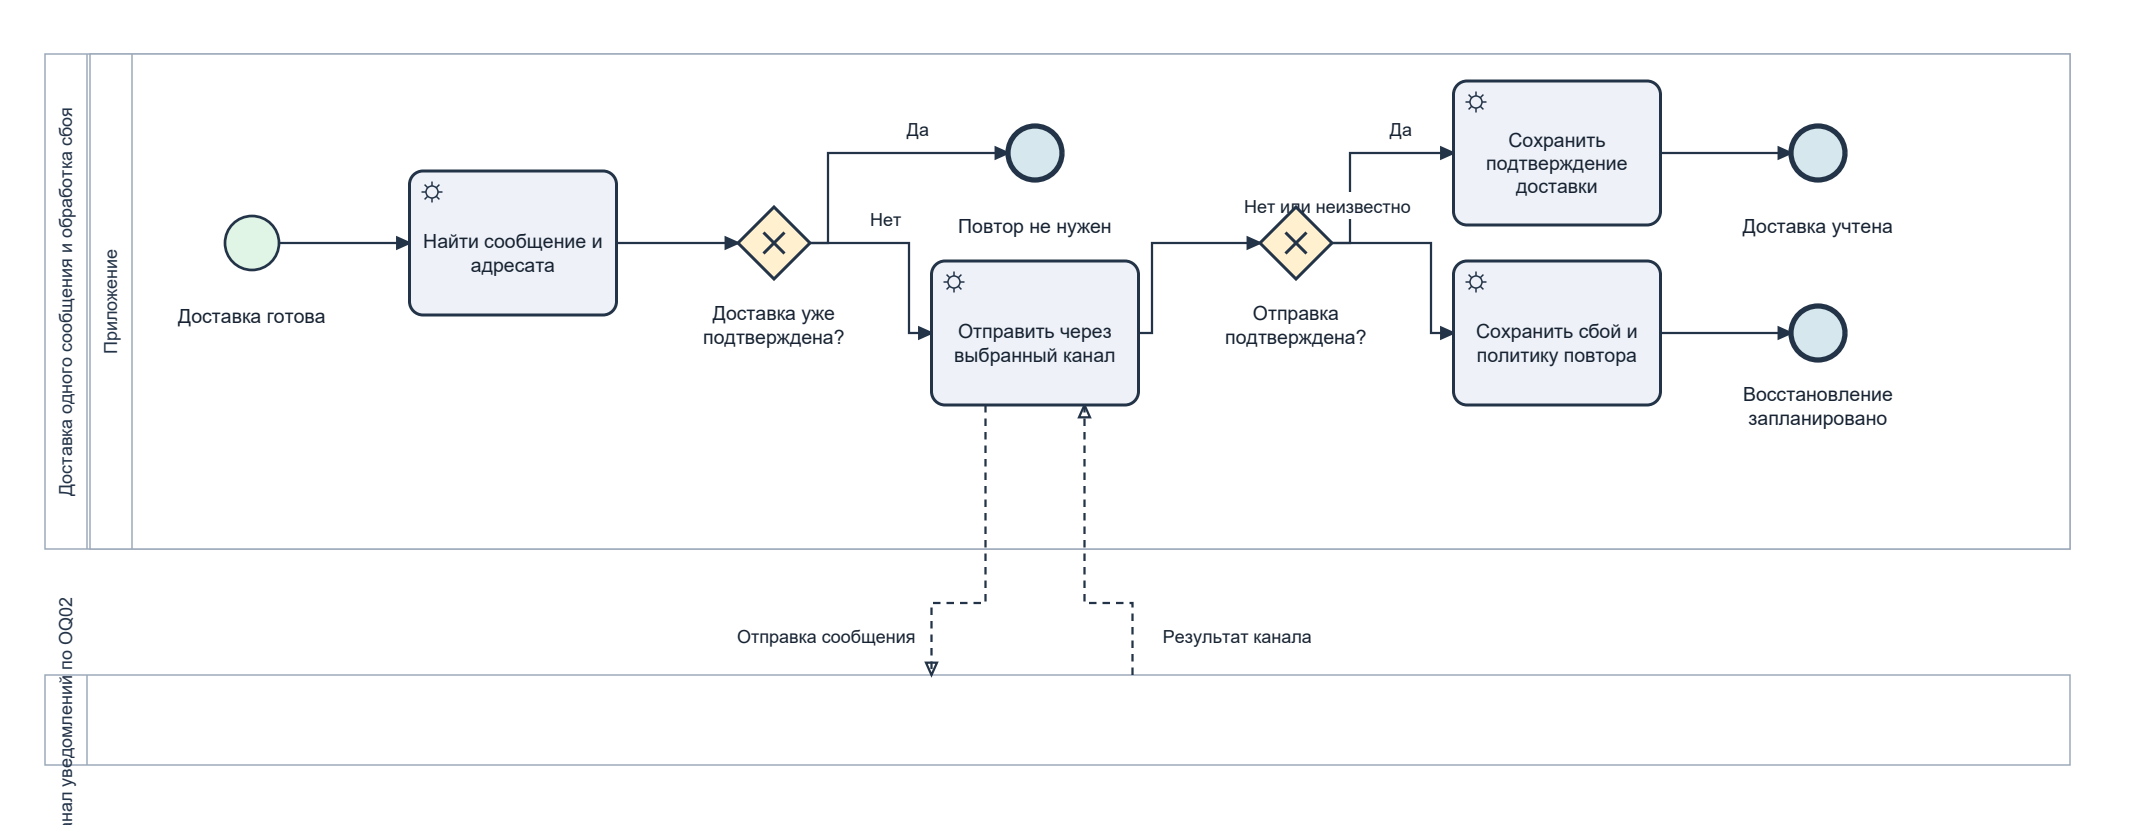 Доставка одного сообщения и обработка сбоя
Приложение
Доставка готова
Найти сообщение и
адресата
Доставка уже
подтверждена?
Да
Нет
Повтор не нужен
Отправить через
выбранный канал
Отправка
подтверждена?
Да
Нет или неизвестно
Сохранить
подтверждение
доставки
Доставка учтена
Сохранить сбой и
политику повтора
Восстановление
запланировано
Отправка сообщения
Результат канала
уведомлений по OQ02